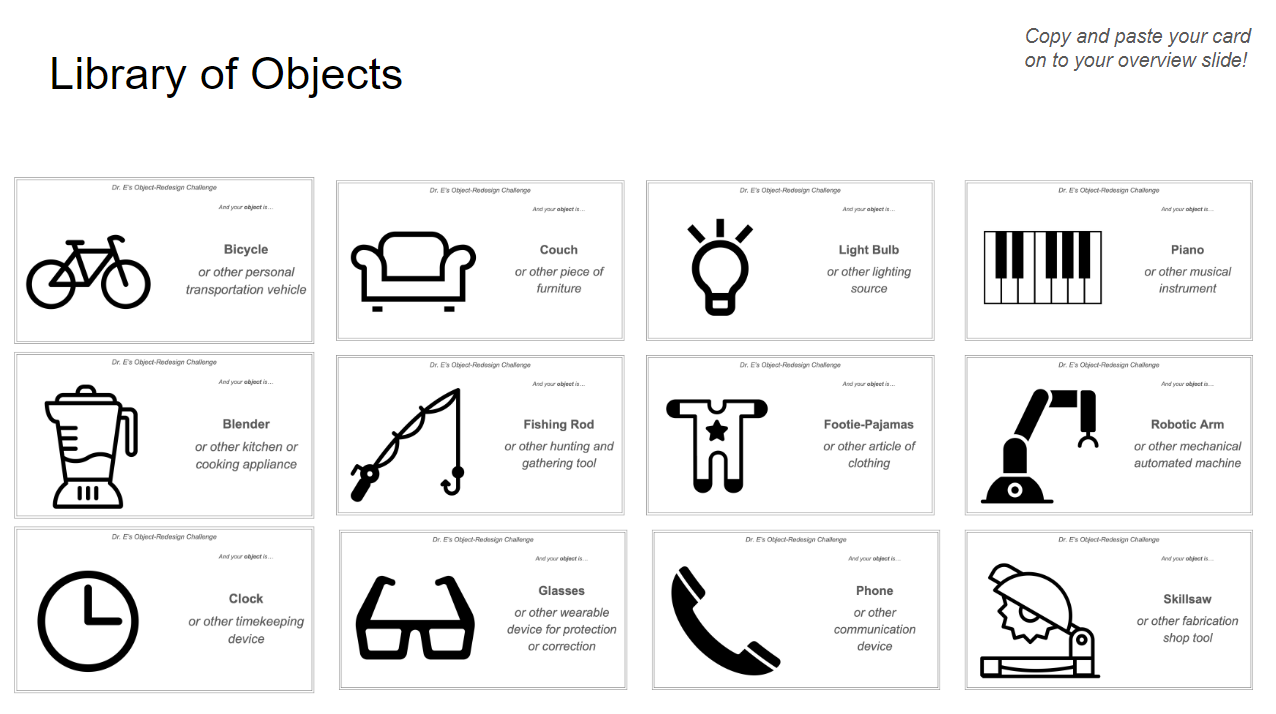 Library of Objects
Copy and paste your card
on to your overview slide!
Dr. E's Object-Redesign Challenge
And your object is…
Bicycle
or other personal
transportation vehicle
Dr. E's Object-Redesign Challenge
And your object is…
Couch
or other piece of
furniture
Dr. E's Object-Redesign Challenge
And your object is…
Light Bulb
or other lighting
source
Dr. E's Object-Redesign Challenge
And your object is…
Piano
or other musical
instrument
Dr. E's Object-Redesign Challenge
And your object is…
Blender
or other kitchen or
cooking appliance
Dr. E's Object-Redesign Challenge
And your object is…
Fishing Rod
or other hunting and
gathering tool
Dr. E's Object-Redesign Challenge
And your object is…
Footie-Pajamas
or other article of
clothing
Dr. E's Object-Redesign Challenge
And your object is…
Robotic Arm
or other mechanical
automated machine
Dr. E's Object-Redesign Challenge
And your object is…
Clock
or other timekeeping
device
Dr. E's Object-Redesign Challenge
And your object is…
Glasses
or other wearable
device for protection
or correction
Dr. E's Object-Redesign Challenge
And your object is…
Phone
or other
communication
device
Dr. E's Object-Redesign Challenge
And your object is…
Skillsaw
or other fabrication
shop tool